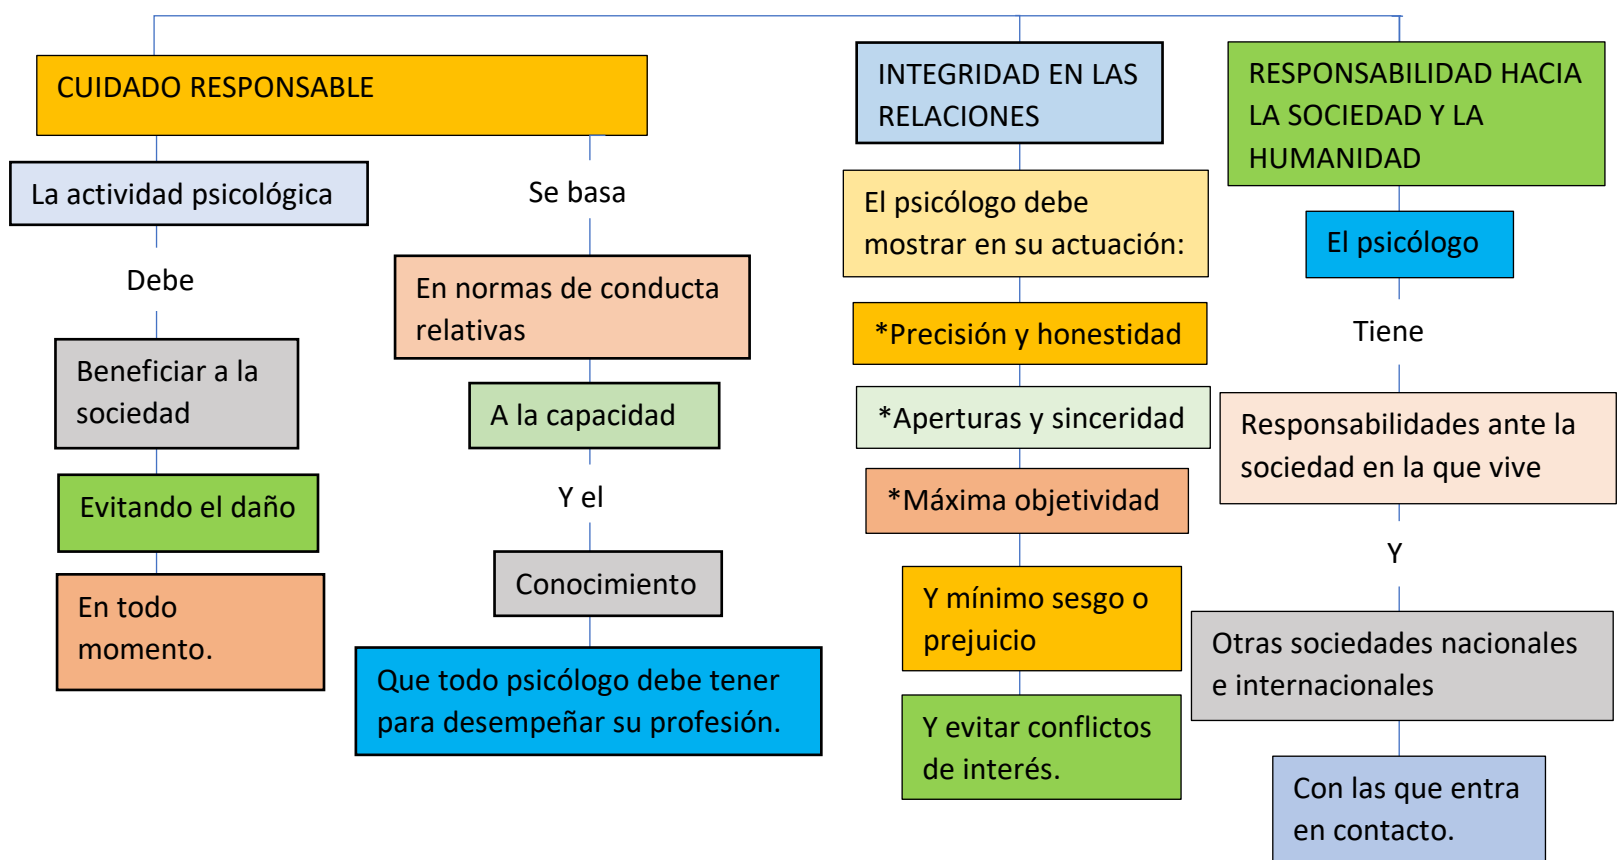 CUIDADO RESPONSABLE
La actividad psicológica
Debe
Beneficiar a la
sociedad
Evitando el daño
En todo
momento.
Se basa
En normas de conducta
relativas
A la capacidad
Y el
Conocimiento
Que todo psicólogo debe tener
para desempeñar su profesión.
INTEGRIDAD EN LAS
RELACIONES
El psicólogo debe
mostrar en su actuación:
*Precisión y honestidad
*Aperturas y sinceridad
*Máxima objetividad
Y mínimo sesgo o
prejuicio
Y evitar conflictos
de interés.
RESPONSABILIDAD HACIA
LA SOCIEDAD Y LA
HUMANIDAD
El psicólogo
Tiene
Responsabilidades ante la
sociedad en la que vive
Y
Otras sociedades nacionales
e internacionales
Con las que entra
en contacto.